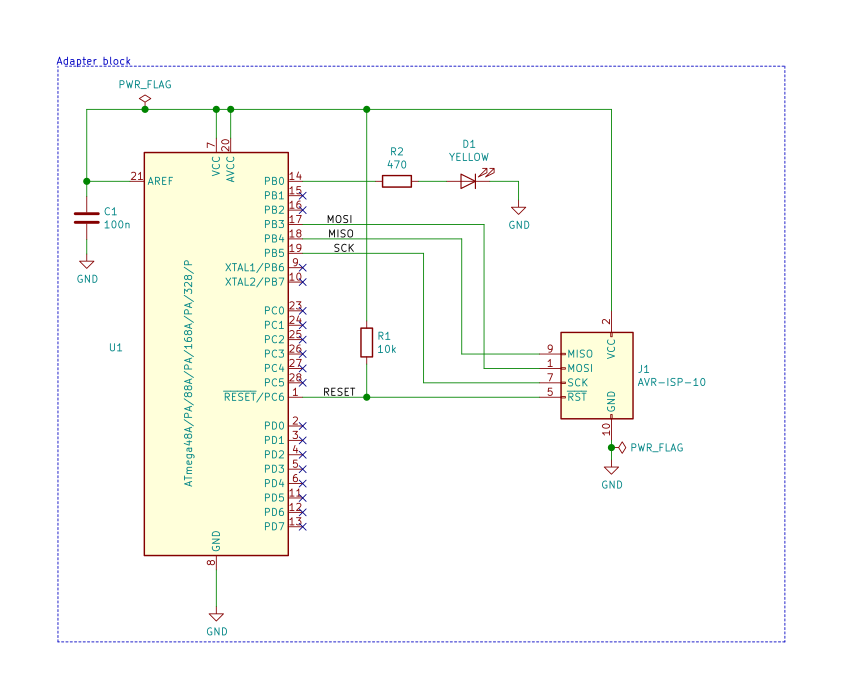 Adapter block
PWR_FLAG
7
VCC
20
AVCC
21
AREF
C1
100n
GND
U1
ATmega48A/PA/88A/PA/168A/PA/328/P
PB0
14
PB1
15
PB2
16
PB3
17
PB4
18
PB5
19
XTAL1/PB6
9
XTAL2/PB7
10
PC0
23
PC1
24
PC2
25
PC3
26
PC4
27
PC5
28
RESET/PC6
1
PD0
2
PD1
3
PD2
4
PD3
5
PD4
6
PD5
11
PD6
12
PD7
13
GND
8
GND
R2
470
D1
YELLOW
GND
MOSI
MISO
SCK
RESET
R1
10k
2
VCC
9
MISO
1
MOSI
7
SCK
5
RST
GND
10
J1
AVR-ISP-10
PWR_FLAG
GND